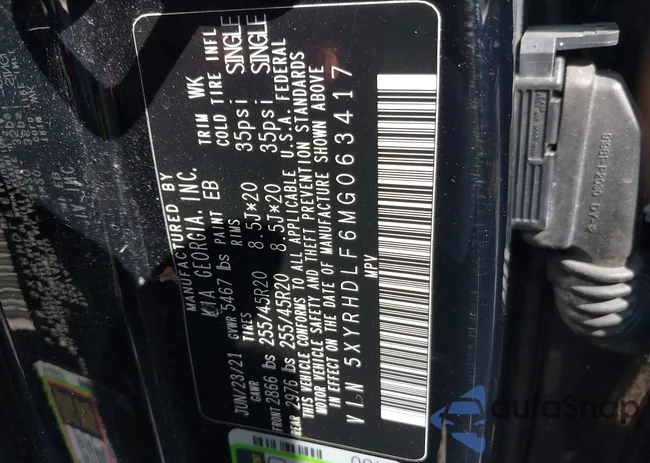 MANUFACTURED BY
KIA GEORGIA, INC.
JUN/23/21 PAINT EB TRIM WK
GVWR 5467 lbs
GAWR TIRES RIMS COLD TIRE INFL
FRONT 2866 lbs 255/45R20 8.5J*20 35psi SINGLE
REAR 2976 lbs 255/45R20 8.5J*20 35psi SINGLE
THIS VEHICLE CONFORMS TO ALL APPLICABLE U.S.A. FEDERAL
MOTOR VEHICLE SAFETY AND THEFT PREVENTION STANDARDS
IN EFFECT ON THE DATE OF MANUFACTURE SHOWN ABOVE
VIN 5XYRHDLF6MG063417
MPV
autoSnap